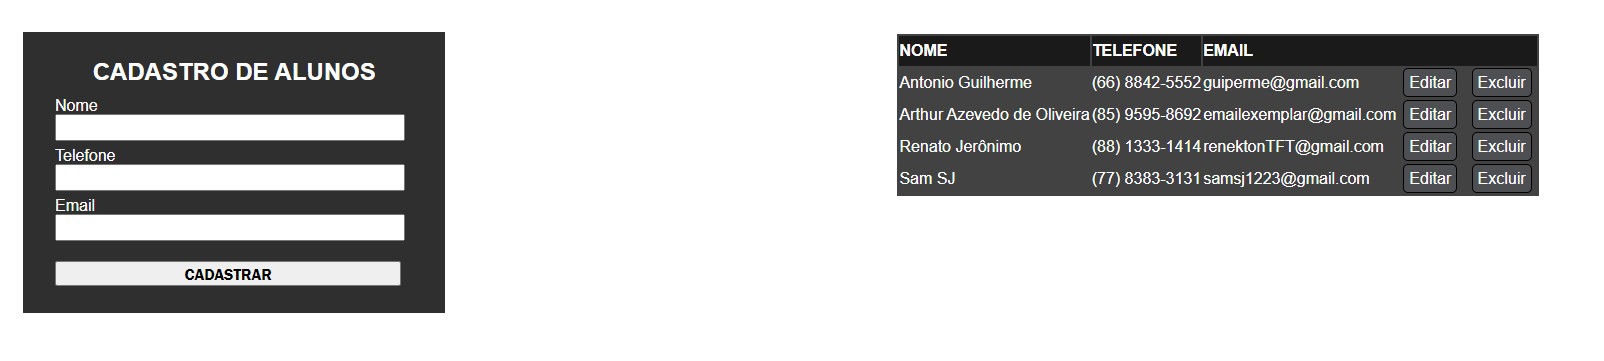 CADASTRO DE ALUNOS
Nome
Telefone
Email
CADASTRAR
NOME TELEFONE EMAIL
Antonio Guilherme (66) 8842-5552 guiperme@gmail.com Editar Excluir
Arthur Azevedo de Oliveira (85) 9595-8692 emailexemplar@gmail.com Editar Excluir
Renato Jerônimo (88) 1333-1414 renektonTFT@gmail.com Editar Excluir
Sam SJ (77) 8383-3131 samsj1223@gmail.com Editar Excluir